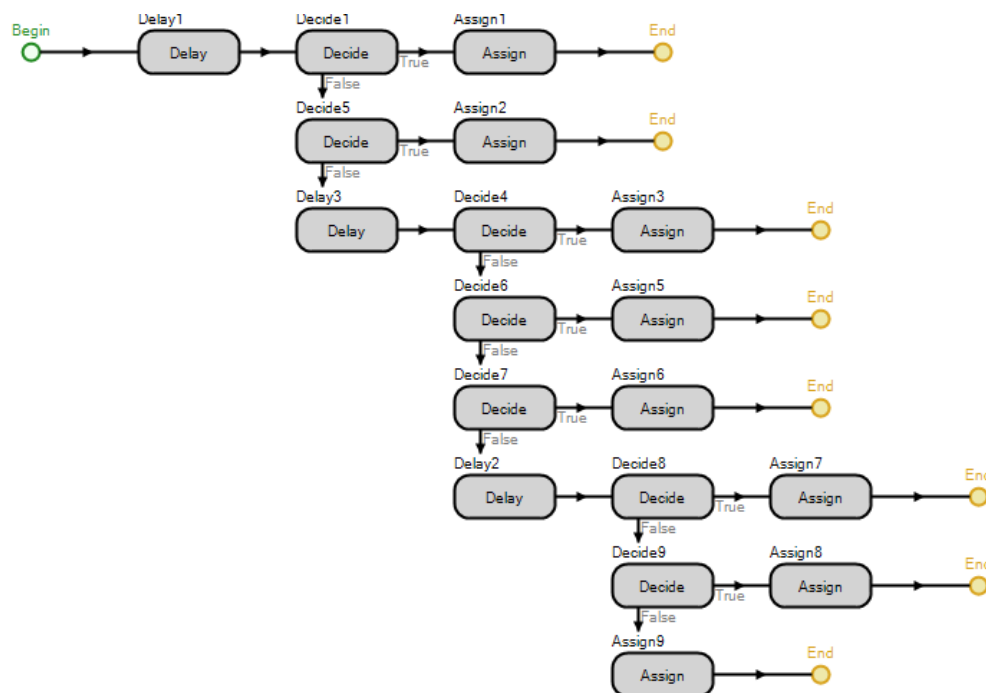 Delay1 Decide1 Assign1
Begin End
Delay Decide Assign
True
False
Decide5 Assign2
End
Decide Assign
True
False
Delay3 Decide4 Assign3
End
Delay Decide Assign
True
False
Decide6 Assign5
End
Decide Assign
True
False
Decide7 Assign6
End
Decide Assign
True
False
Delay2 Decide8 Assign7
End
Delay Decide Assign
True
False
Decide9 Assign8
End
Decide Assign
True
False
Assign9
End
Assign